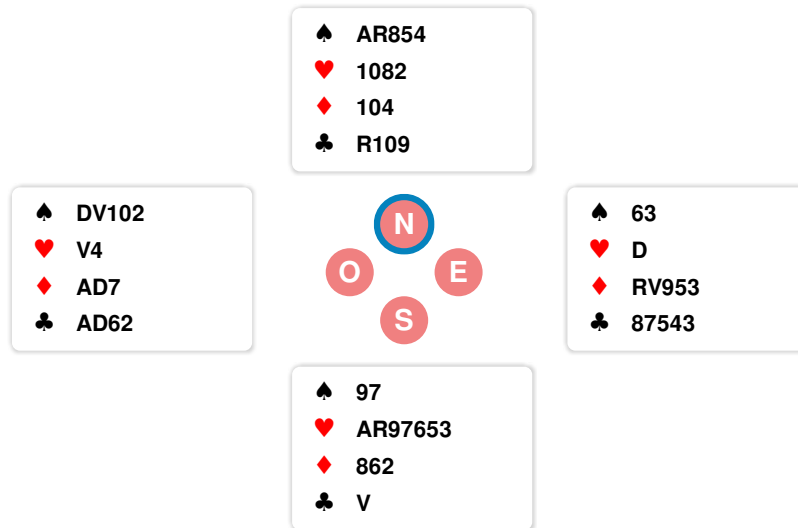 ♠ AR854
♥ 1082
♦ 104
♣ R109
♠ DV102
♥ V4
♦ AD7
♣ AD62
N
O
E
S
♠ 63
♥ D
♦ RV953
♣ 87543
♠ 97
♥ AR97653
♦ 862
♣ V